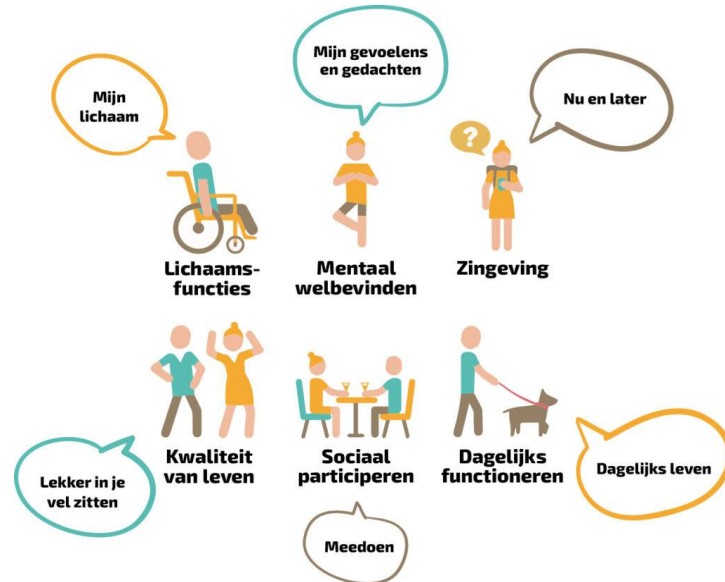 Mijn gevoelens
en gedachten
Mijn
lichaam
Nu en later
?
Lichaams-
functies
Mentaal
welbevinden
Zingeving
Kwaliteit
van leven
Sociaal
participeren
Dagelijks
functioneren
Lekker in je
vel zitten
Meedoen
Dagelijks leven